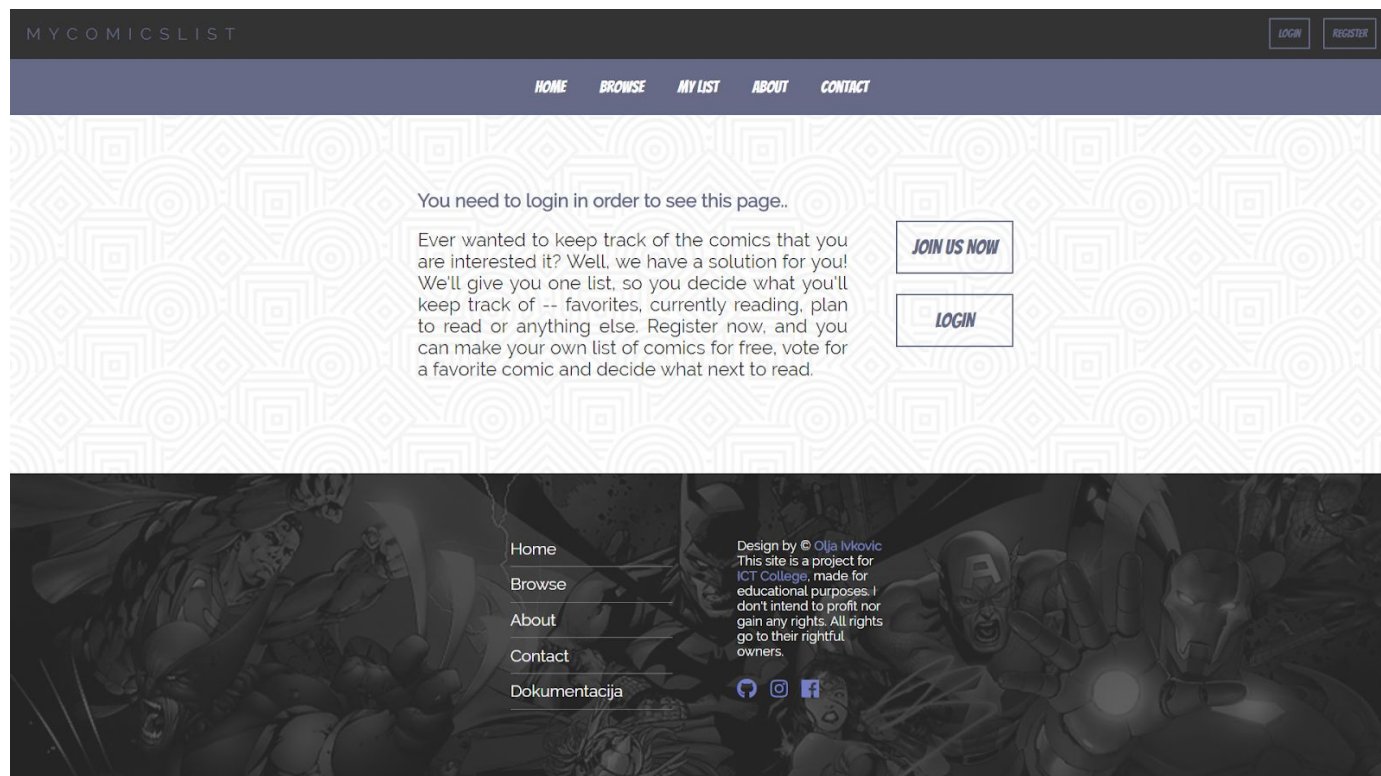 MYCOMICSLIST
LOGIN
REGISTER
HOME
BROWSE
MY LIST
ABOUT
CONTACT
You need to login in order to see this page..
Ever wanted to keep track of the comics that you
are interested it? Well, we have a solution for you!
We'll give you one list, so you decide what you'll
keep track of -- favorites, currently reading, plan
to read or anything else. Register now, and you
can make your own list of comics for free, vote for
a favorite comic and decide what next to read.
JOIN US NOW
LOGIN
Home
Browse
About
Contact
Dokumentacija
Design by © Olja Ivkovic
This site is a project for
ICT College, made for
educational purposes. I
don't intend to profit nor
gain any rights. All rights
go to their rightful
owners.